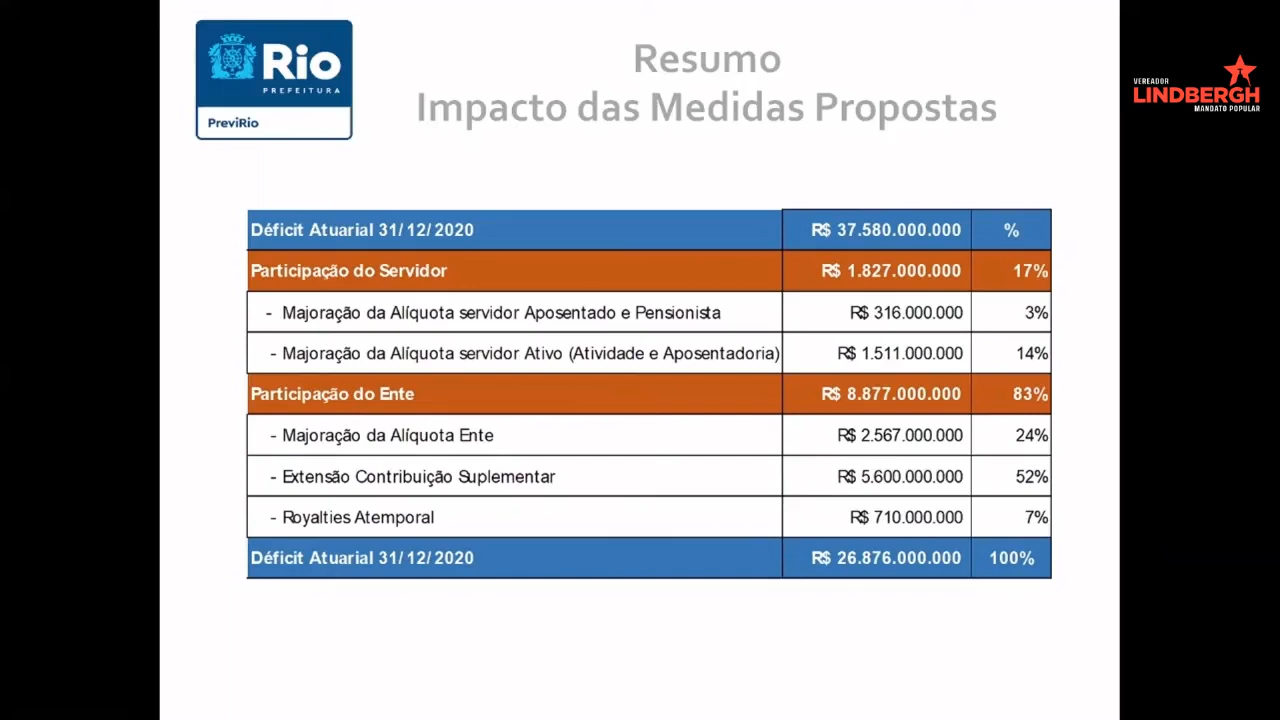 Rio
PREFEITURA
PreviRio
Resumo
Impacto das Medidas Propostas
VEREADOR
LINDBERGH
MANDATO POPULAR
Déficit Atuarial 31/12/2020 R$ 37.580.000.000 %
Participação do Servidor R$ 1.827.000.000 17%
- Majoração da Alíquota servidor Aposentado e Pensionista R$ 316.000.000 3%
- Majoração da Alíquota servidor Ativo (Atividade e Aposentadoria) R$ 1.511.000.000 14%
Participação do Ente R$ 8.877.000.000 83%
- Majoração da Alíquota Ente R$ 2.567.000.000 24%
- Extensão Contribuição Suplementar R$ 5.600.000.000 52%
- Royalties Atemporal R$ 710.000.000 7%
Déficit Atuarial 31/12/2020 R$ 26.876.000.000 100%